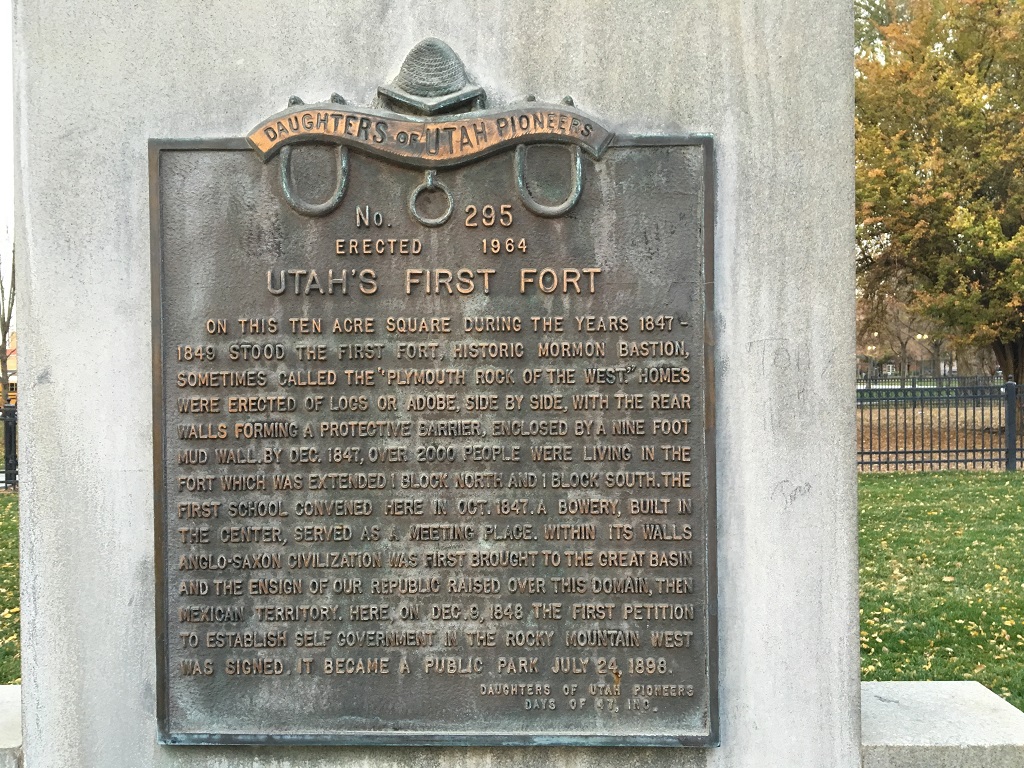 DAUGHTERS OF UTAH PIONEERS
No. 295
ERECTED 1964
UTAH'S FIRST FORT
ON THIS TEN ACRE SQUARE DURING THE YEARS 1847-
1849 STOOD THE FIRST FORT, HISTORIC MORMON BASTION,
SOMETIMES CALLED THE "PLYMOUTH ROCK OF THE WEST." HOMES
WERE ERECTED OF LOGS OR ADOBE, SIDE BY SIDE, WITH THE REAR
WALLS FORMING A PROTECTIVE BARRIER, ENCLOSED BY A NINE FOOT
MUD WALL. BY DEC. 1847, OVER 2000 PEOPLE WERE LIVING IN THE
FORT WHICH WAS EXTENDED 1 BLOCK NORTH AND 1 BLOCK SOUTH. THE
FIRST SCHOOL CONVENED HERE IN OCT. 1847. A BOWERY, BUILT IN
THE CENTER, SERVED AS A MEETING PLACE. WITHIN ITS WALLS
ANGLO-SAXON CIVILIZATION WAS FIRST BROUGHT TO THE GREAT BASIN
AND THE ENSIGN OF OUR REPUBLIC RAISED OVER THIS DOMAIN, THEN
MEXICAN TERRITORY. HERE, ON DEC. 9, 1848 THE FIRST PETITION
TO ESTABLISH SELF GOVERNMENT IN THE ROCKY MOUNTAIN WEST
WAS SIGNED. IT BECAME A PUBLIC PARK JULY 24, 1898.
DAUGHTERS OF UTAH PIONEERS
DAYS OF 47, INC.